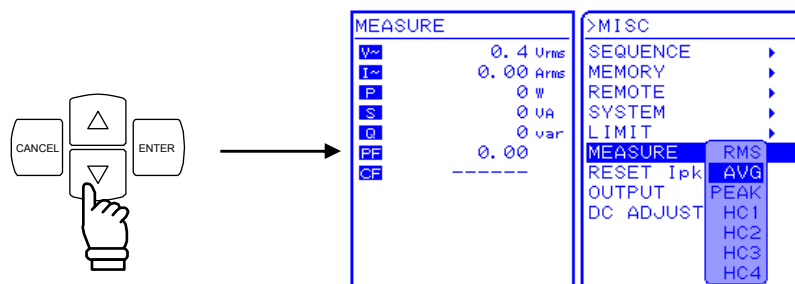 CANCEL
ENTER
MEASURE
V~ 0.4 Vrms
I~ 0.00 Arms
P 0 W
S 0 VA
Q 0 var
PF 0.00
CF ------
>MISC
SEQUENCE
MEMORY
REMOTE
SYSTEM
LIMIT
MEASURE RMS
RESET Ipk AVG
OUTPUT PEAK
DC ADJUST HC1
HC2
HC3
HC4